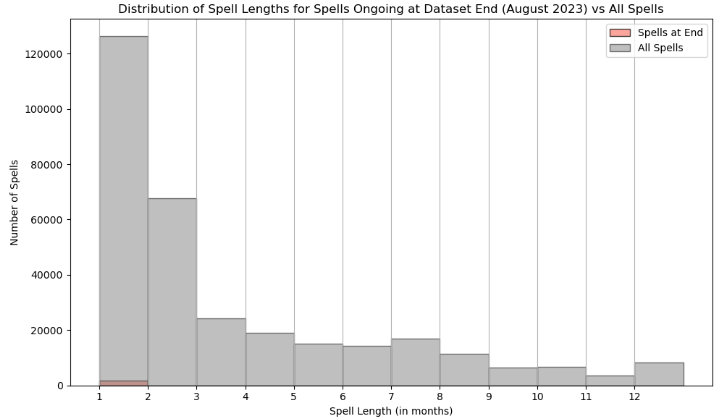 Distribution of Spell Lengths for Spells Ongoing at Dataset End (August 2023) vs All Spells
Spells at End
All Spells
120000
100000
80000
60000
40000
20000
0
Number of Spells
1 2 3 4 5 6 7 8 9 10 11 12
Spell Length (in months)